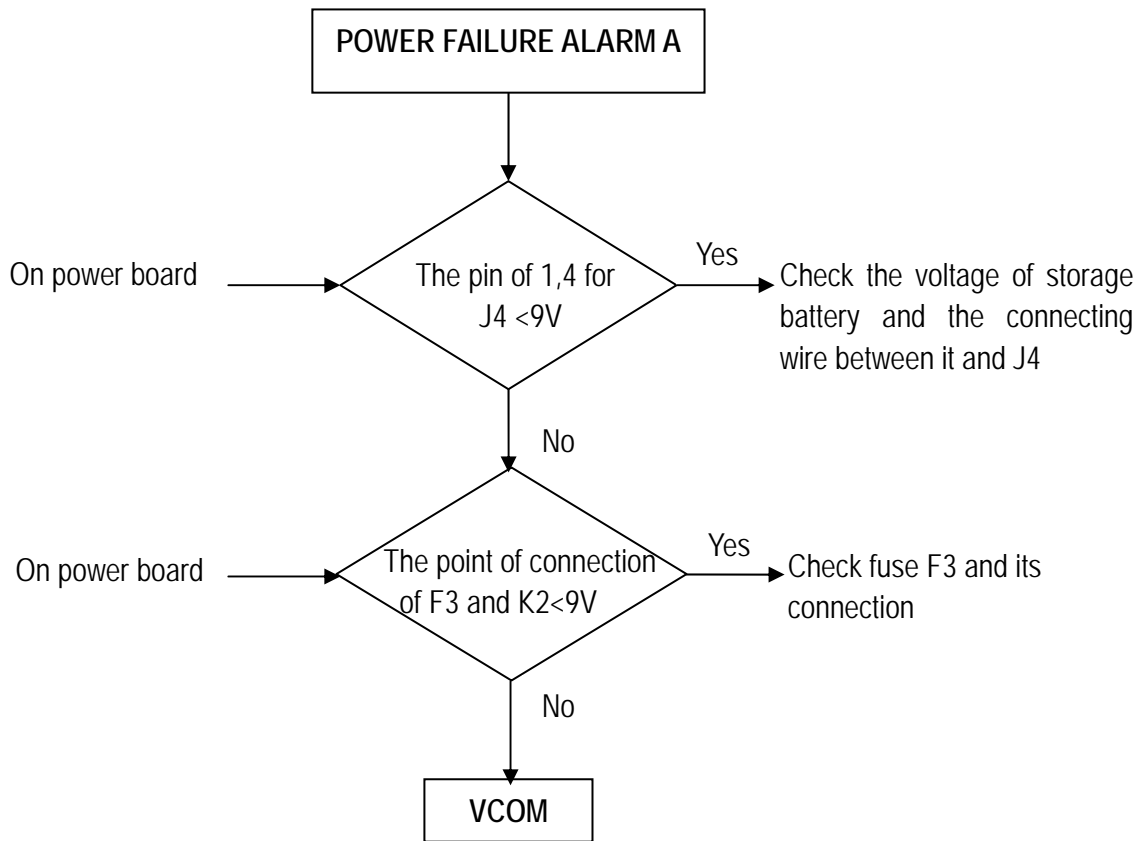 POWER FAILURE ALARM A
On power board
The pin of 1,4 for
J4 <9V
Yes
Check the voltage of storage
battery and the connecting
wire between it and J4
No
On power board
The point of connection
of F3 and K2<9V
Yes
Check fuse F3 and its
connection
No
VCOM